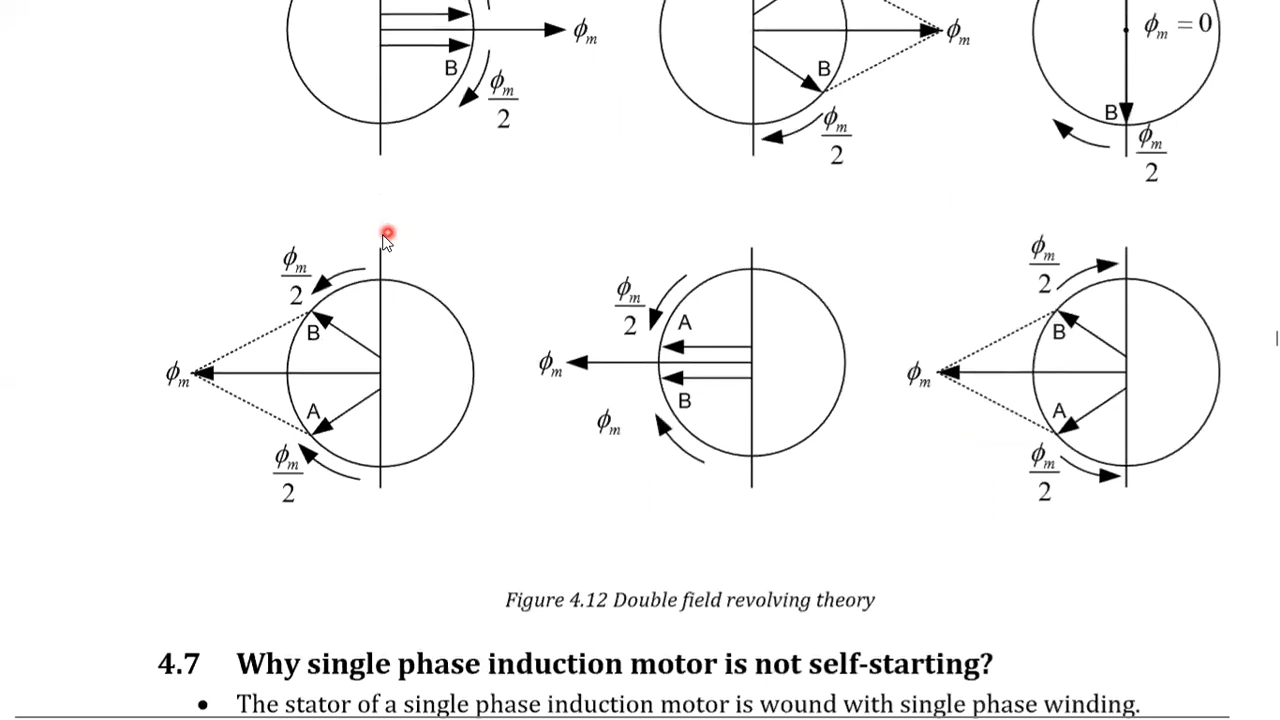 ϕm
B
ϕm
2
ϕm
B
ϕm
2
ϕm = 0
B
ϕm
2
ϕm
2
B
ϕm
A
ϕm
2
ϕm
2
A
ϕm
B
ϕm
ϕm
2
B
ϕm
A
ϕm
2
Figure 4.12 Double field revolving theory
4.7 Why single phase induction motor is not self-starting?
• The stator of a single phase induction motor is wound with single phase winding.